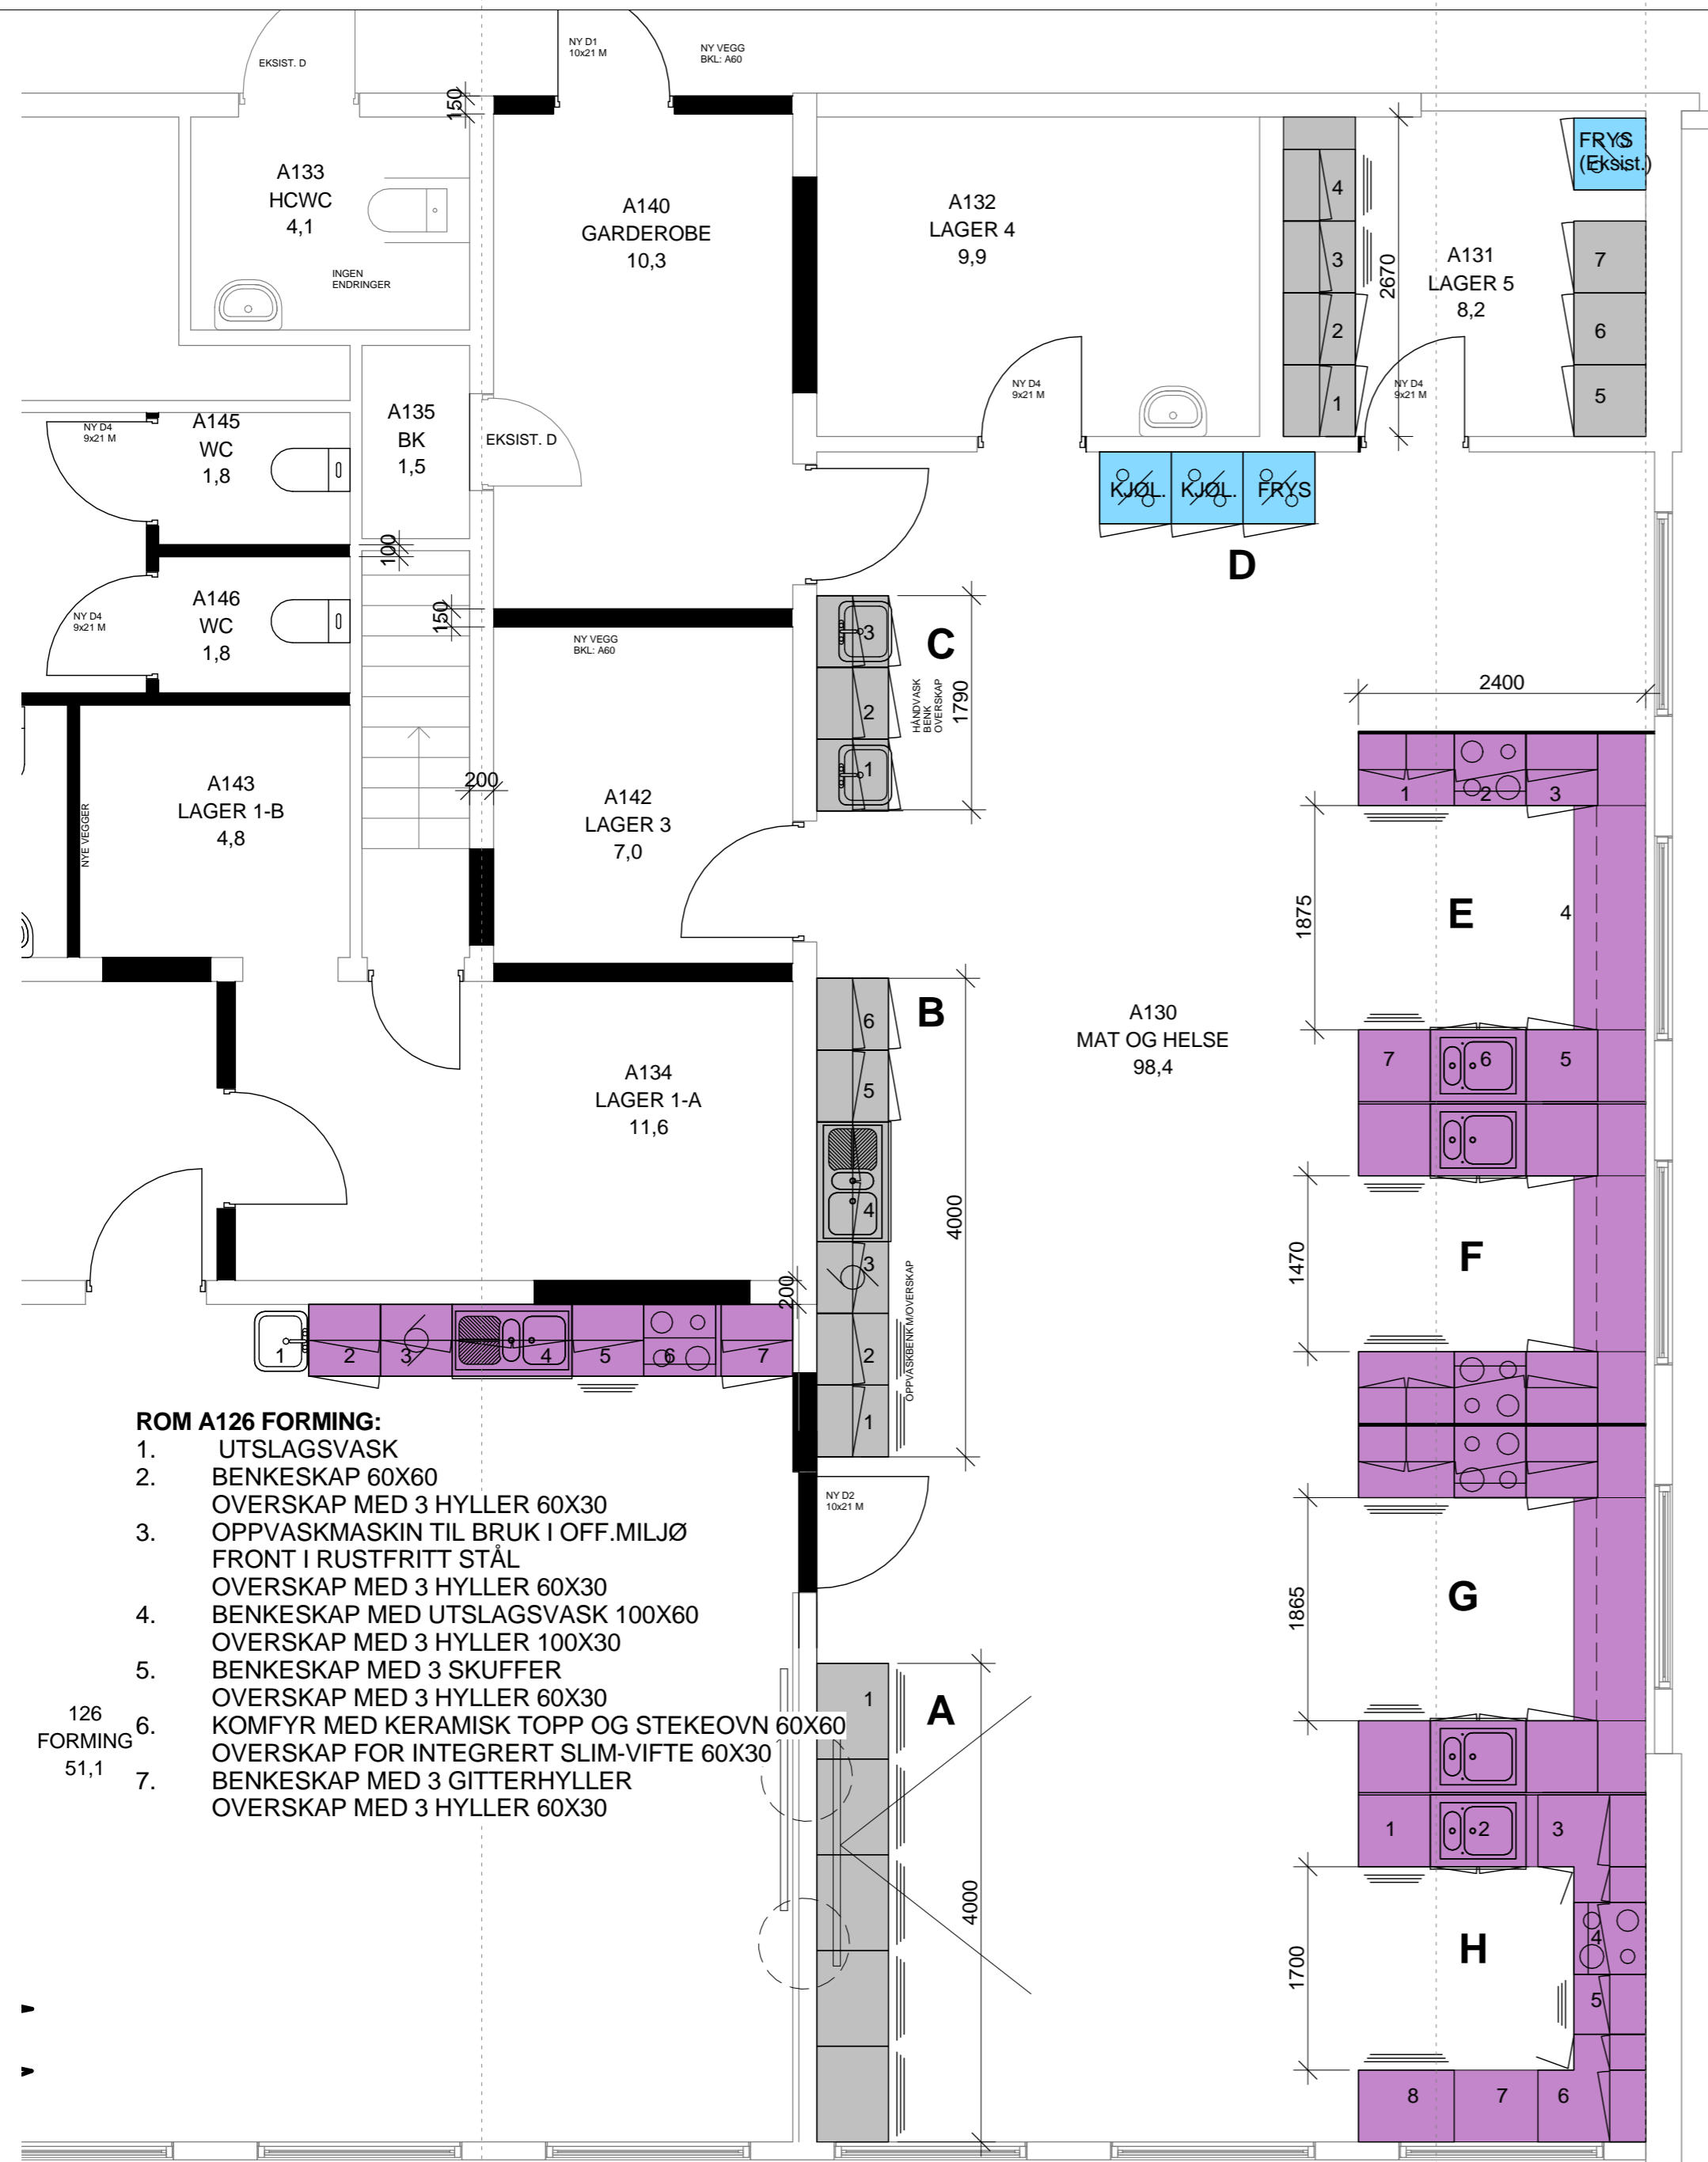 EKSIST. D
NY D1
10x21 M
NY VEGG
BKL: A60
150
A133
HCWC
4,1
INGEN
ENDRINGER
A140
GARDEROBE
10,3
A132
LAGER 4
9,9
4
3
2
1
2670
A131
LAGER 5
8,2
FRYS
(Eksist.)
7
6
5
NY D4
9x21 M
NY D4
9x21 M
NY D4
9x21 M
A145
WC
1,8
A135
BK
1,5
EKSIST. D
KJØL.
KJØL.
FRYS
D
100
NY D4
9x21 M
A146
WC
1,8
150
NY VEGG
BKL: A60
3
2
1
C
HÅNDVASK
BENK
OVERSKAP
1790
2400
A143
LAGER 1-B
4,8
NYE VEGGER
200
A142
LAGER 3
7,0
1
2
3
1875
E
4
7
6
5
B
6
5
4
3
2
1
4000
OPPVASKBENK M/OVERSKAP
A130
MAT OG HELSE
98,4
A134
LAGER 1-A
11,6
1470
F
200
1
2
3
4
5
6
7
ROM A126 FORMING:
1. UTSLAGSVASK
2. BENKESKAP 60X60
OVERSKAP MED 3 HYLLER 60X30
3. OPPVASKMASKIN TIL BRUK I OFF.MILJØ
FRONT I RUSTFRITT STÅL
OVERSKAP MED 3 HYLLER 60X30
4. BENKESKAP MED UTSLAGSVASK 100X60
OVERSKAP MED 3 HYLLER 100X30
5. BENKESKAP MED 3 SKUFFER
OVERSKAP MED 3 HYLLER 60X30
6. KOMFYR MED KERAMISK TOPP OG STEKEOVN 60X60
OVERSKAP FOR INTEGRERT SLIM-VIFTE 60X30
7. BENKESKAP MED 3 GITTERHYLLER
OVERSKAP MED 3 HYLLER 60X30
126
FORMING
51,1
NY D2
10x21 M
1865
G
1
A
4000
1
2
3
1700
H
4
5
8
7
6